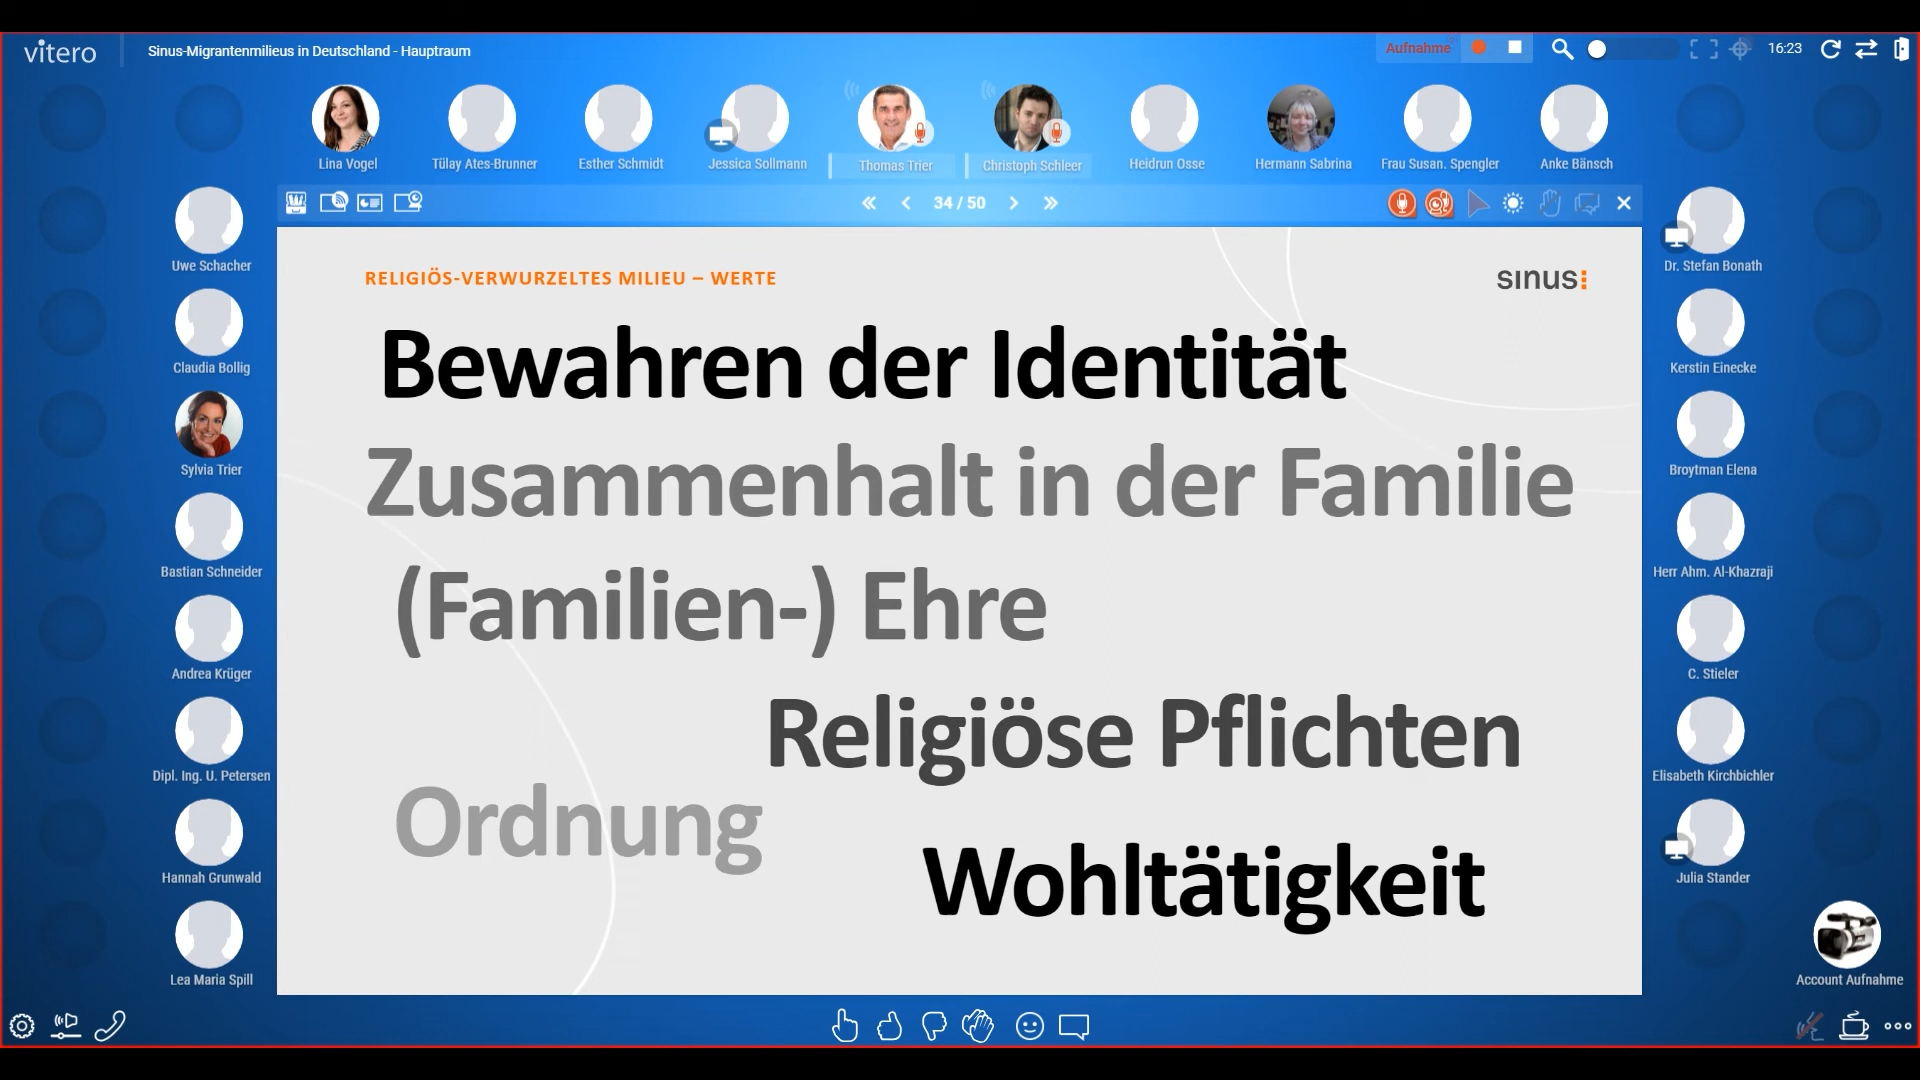 vitero
Sinus-Migrantenmilieus in Deutschland - Hauptraum
Aufnahme
16:23
Lina Vogel
Tülay Ates-Brunner
Esther Schmidt
Jessica Sollmann
Thomas Trier
Christoph Schleer
Heidrun Osse
Hermann Sabrina
Frau Susan. Spengler
Anke Bänsch
34 / 50
Uwe Schacher
Claudia Bollig
Sylvia Trier
Bastian Schneider
Andrea Krüger
Dipl. Ing. U. Petersen
Hannah Grunwald
Lea Maria Spill
RELIGIÖS-VERWURZELTES MILIEU – WERTE
sinus:
Bewahren der Identität
Zusammenhalt in der Familie
(Familien-) Ehre
Religiöse Pflichten
Ordnung
Wohltätigkeit
Dr. Stefan Bonath
Kerstin Einecke
Broytman Elena
Herr Ahm. Al-Khazraji
C. Stieler
Elisabeth Kirchbichler
Julia Stander
Account Aufnahme